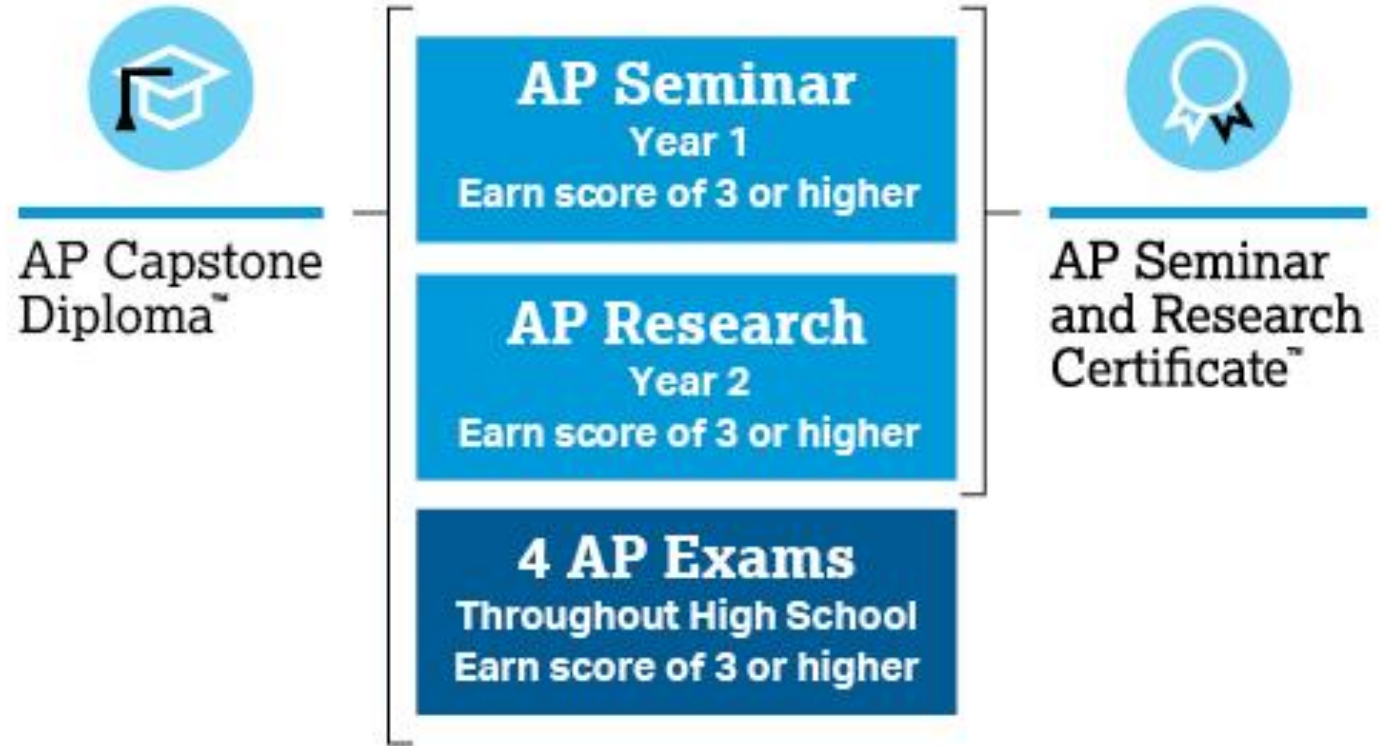 AP Capstone
Diploma™
AP Seminar
Year 1
Earn score of 3 or higher
AP Research
Year 2
Earn score of 3 or higher
4 AP Exams
Throughout High School
Earn score of 3 or higher
AP Seminar
and Research
Certificate™